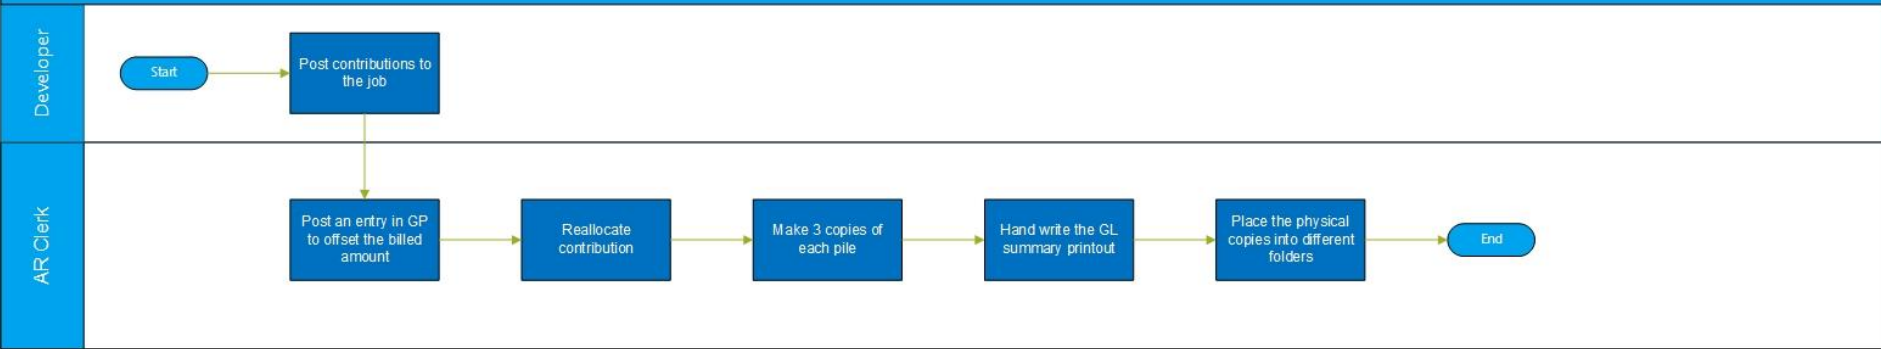 Developer
Start
Post contributions to
the job
AR Clerk
Post an entry in GP
to offset the billed
amount
Reallocate
contribution
Make 3 copies of
each pile
Hand write the GL
summary printout
Place the physical
copies into different
folders
End